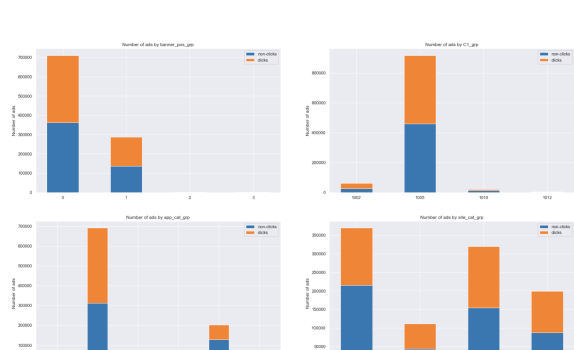 Number of ads by banner_pos_grp
non-clicks
clicks
Number of ads
700000
600000
500000
400000
300000
200000
100000
0
0 1 2 3
Number of ads by C1_grp
non-clicks
clicks
Number of ads
800000
600000
400000
200000
0
1002 1005 1010 1012
Number of ads by app_cat_grp
non-clicks
clicks
Number of ads
700000
600000
500000
400000
300000
200000
100000
Number of ads by site_cat_grp
non-clicks
clicks
Number of ads
350000
300000
250000
200000
150000
100000
50000